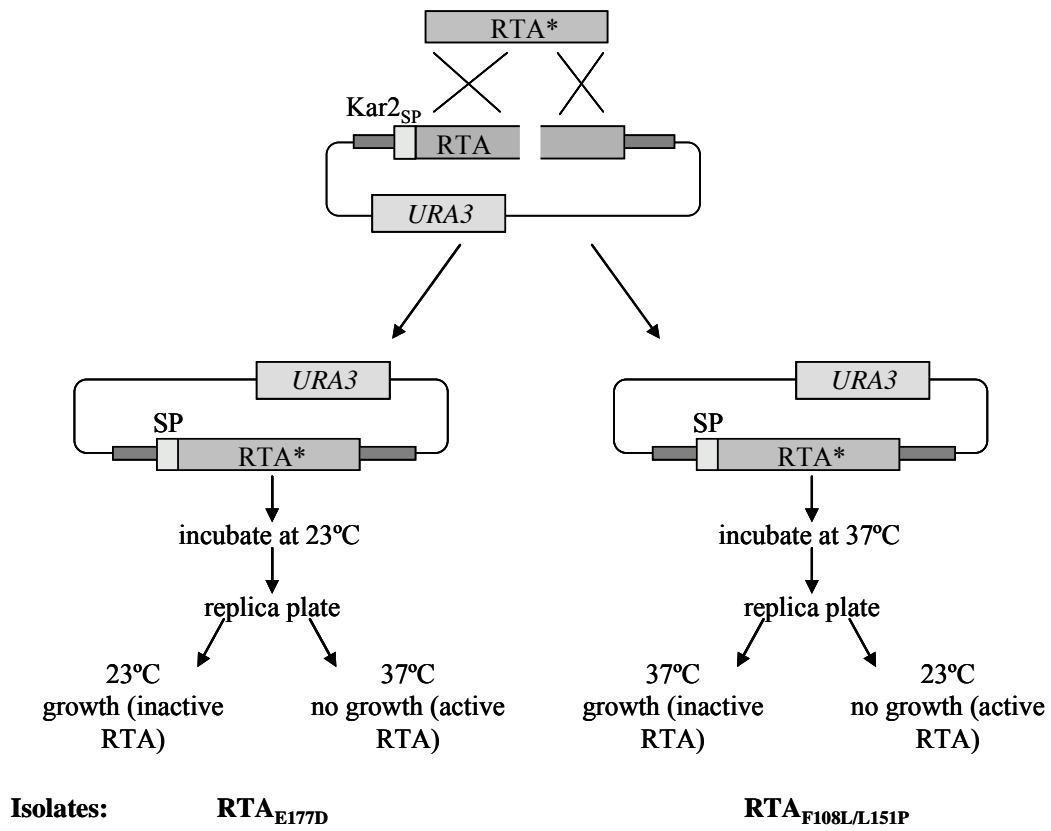 RTA*
Kar2SP
RTA
URA3
URA3
URA3
SP
SP
RTA*
RTA*
incubate at 23ºC
incubate at 37ºC
replica plate
replica plate
23ºC
growth (inactive
RTA)
37ºC
no growth (active
RTA)
37ºC
growth (inactive
RTA)
23ºC
no growth (active
RTA)
Isolates:
RTAE177D
RTAF108L/L151P